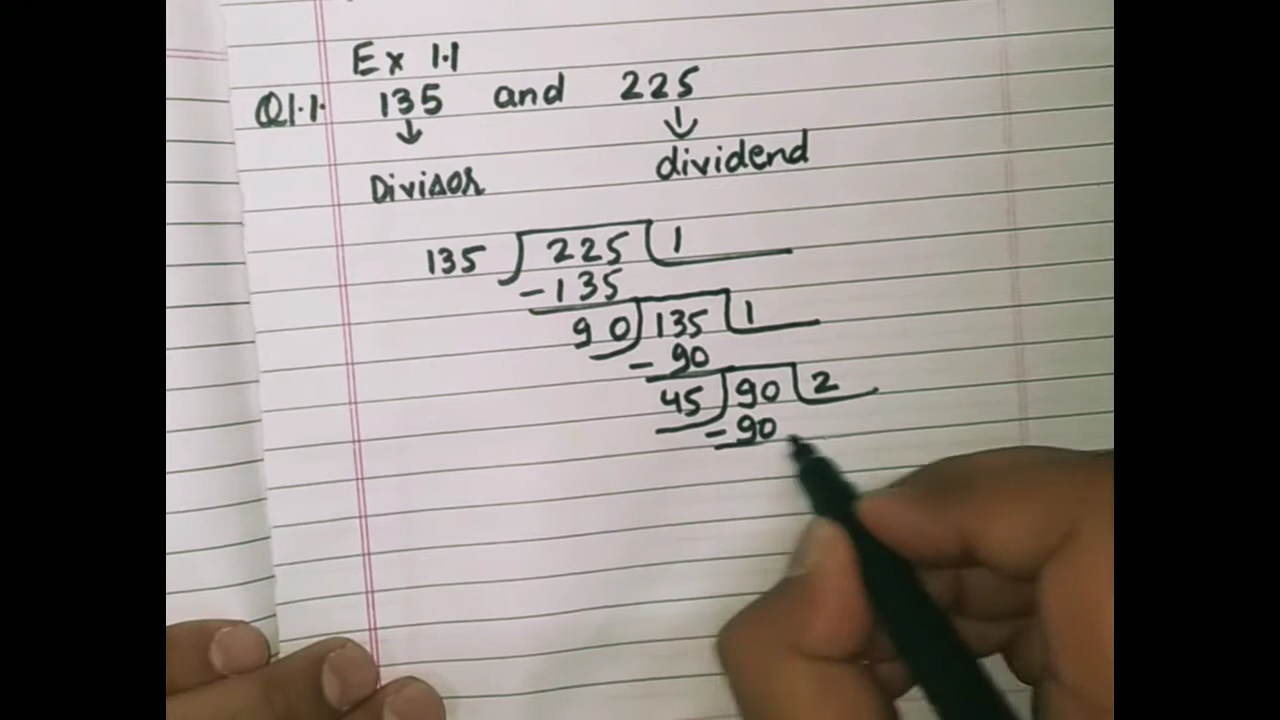 Ex 1.1
Q1.1. 135 and 225
↓ ↓
Divisor dividend
135 ) 225 ( 1
-135
90 ) 135 ( 1
- 90
45 ) 90 ( 2
- 90